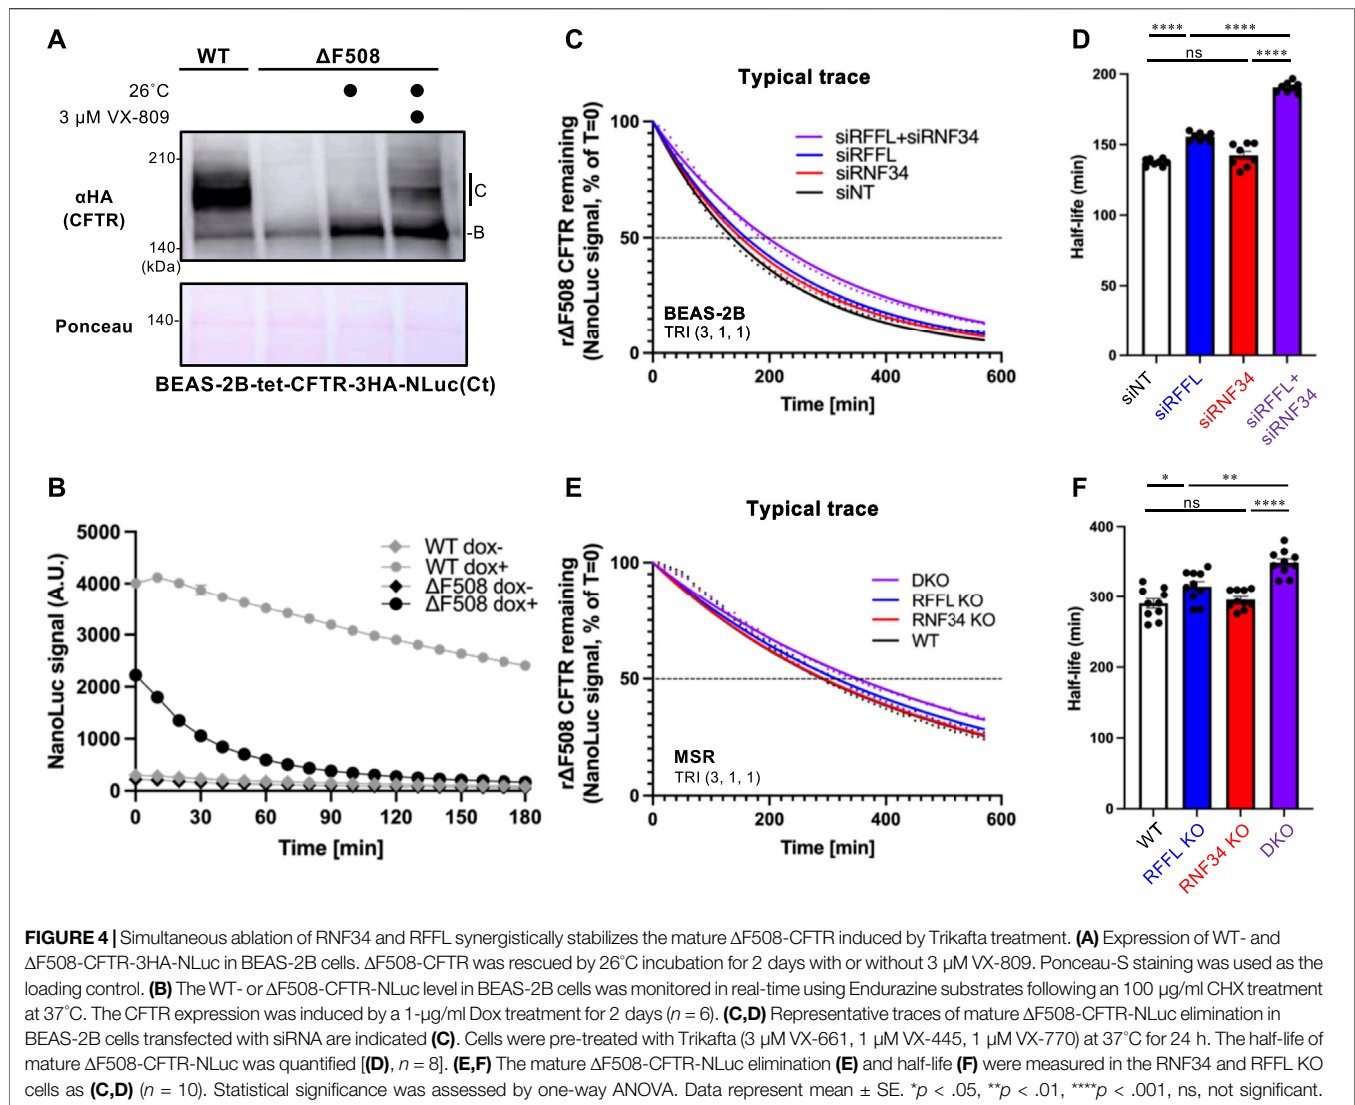 A
WT
ΔF508
26°C
3 µM VX-809
210
αHA
(CFTR)
C
B
140
(kDa)
Ponceau
140
BEAS-2B-tet-CFTR-3HA-NLuc(Ct)
C
Typical trace
rΔF508 CFTR remaining
(NanoLuc signal, % of T=0)
100
50
0
siRFFL+siRNF34
siRFFL
siRNF34
siNT
BEAS-2B
TRI (3, 1, 1)
0 200 400 600
Time [min]
D
**** ****
ns ****
Half-life (min)
200
150
100
50
0
siNT
siRFFL
siRNF34
siRFFL+
siRNF34
B
NanoLuc signal (A.U.)
5000
4000
3000
2000
1000
0
WT dox-
WT dox+
ΔF508 dox-
ΔF508 dox+
0 30 60 90 120 150 180
Time [min]
E
Typical trace
rΔF508 CFTR remaining
(NanoLuc signal, % of T=0)
100
50
0
DKO
RFFL KO
RNF34 KO
WT
MSR
TRI (3, 1, 1)
0 200 400 600
Time [min]
F
* **
ns ****
Half-life (min)
400
300
200
100
0
WT
RFFL KO
RNF34 KO
DKO
FIGURE 4 | Simultaneous ablation of RNF34 and RFFL synergistically stabilizes the mature ΔF508-CFTR induced by Trikafta treatment. (A) Expression of WT- and
ΔF508-CFTR-3HA-NLuc in BEAS-2B cells. ΔF508-CFTR was rescued by 26°C incubation for 2 days with or without 3 µM VX-809. Ponceau-S staining was used as the
loading control. (B) The WT- or ΔF508-CFTR-NLuc level in BEAS-2B cells was monitored in real-time using Endurazine substrates following an 100 µg/ml CHX treatment
at 37°C. The CFTR expression was induced by a 1-µg/ml Dox treatment for 2 days (n = 6). (C,D) Representative traces of mature ΔF508-CFTR-NLuc elimination in
BEAS-2B cells transfected with siRNA are indicated (C). Cells were pre-treated with Trikafta (3 µM VX-661, 1 µM VX-445, 1 µM VX-770) at 37°C for 24 h. The half-life of
mature ΔF508-CFTR-NLuc was quantified [(D), n = 8]. (E,F) The mature ΔF508-CFTR-NLuc elimination (E) and half-life (F) were measured in the RNF34 and RFFL KO
cells as (C,D) (n = 10). Statistical significance was assessed by one-way ANOVA. Data represent mean ± SE. *p < .05, **p < .01, ****p < .001, ns, not significant.